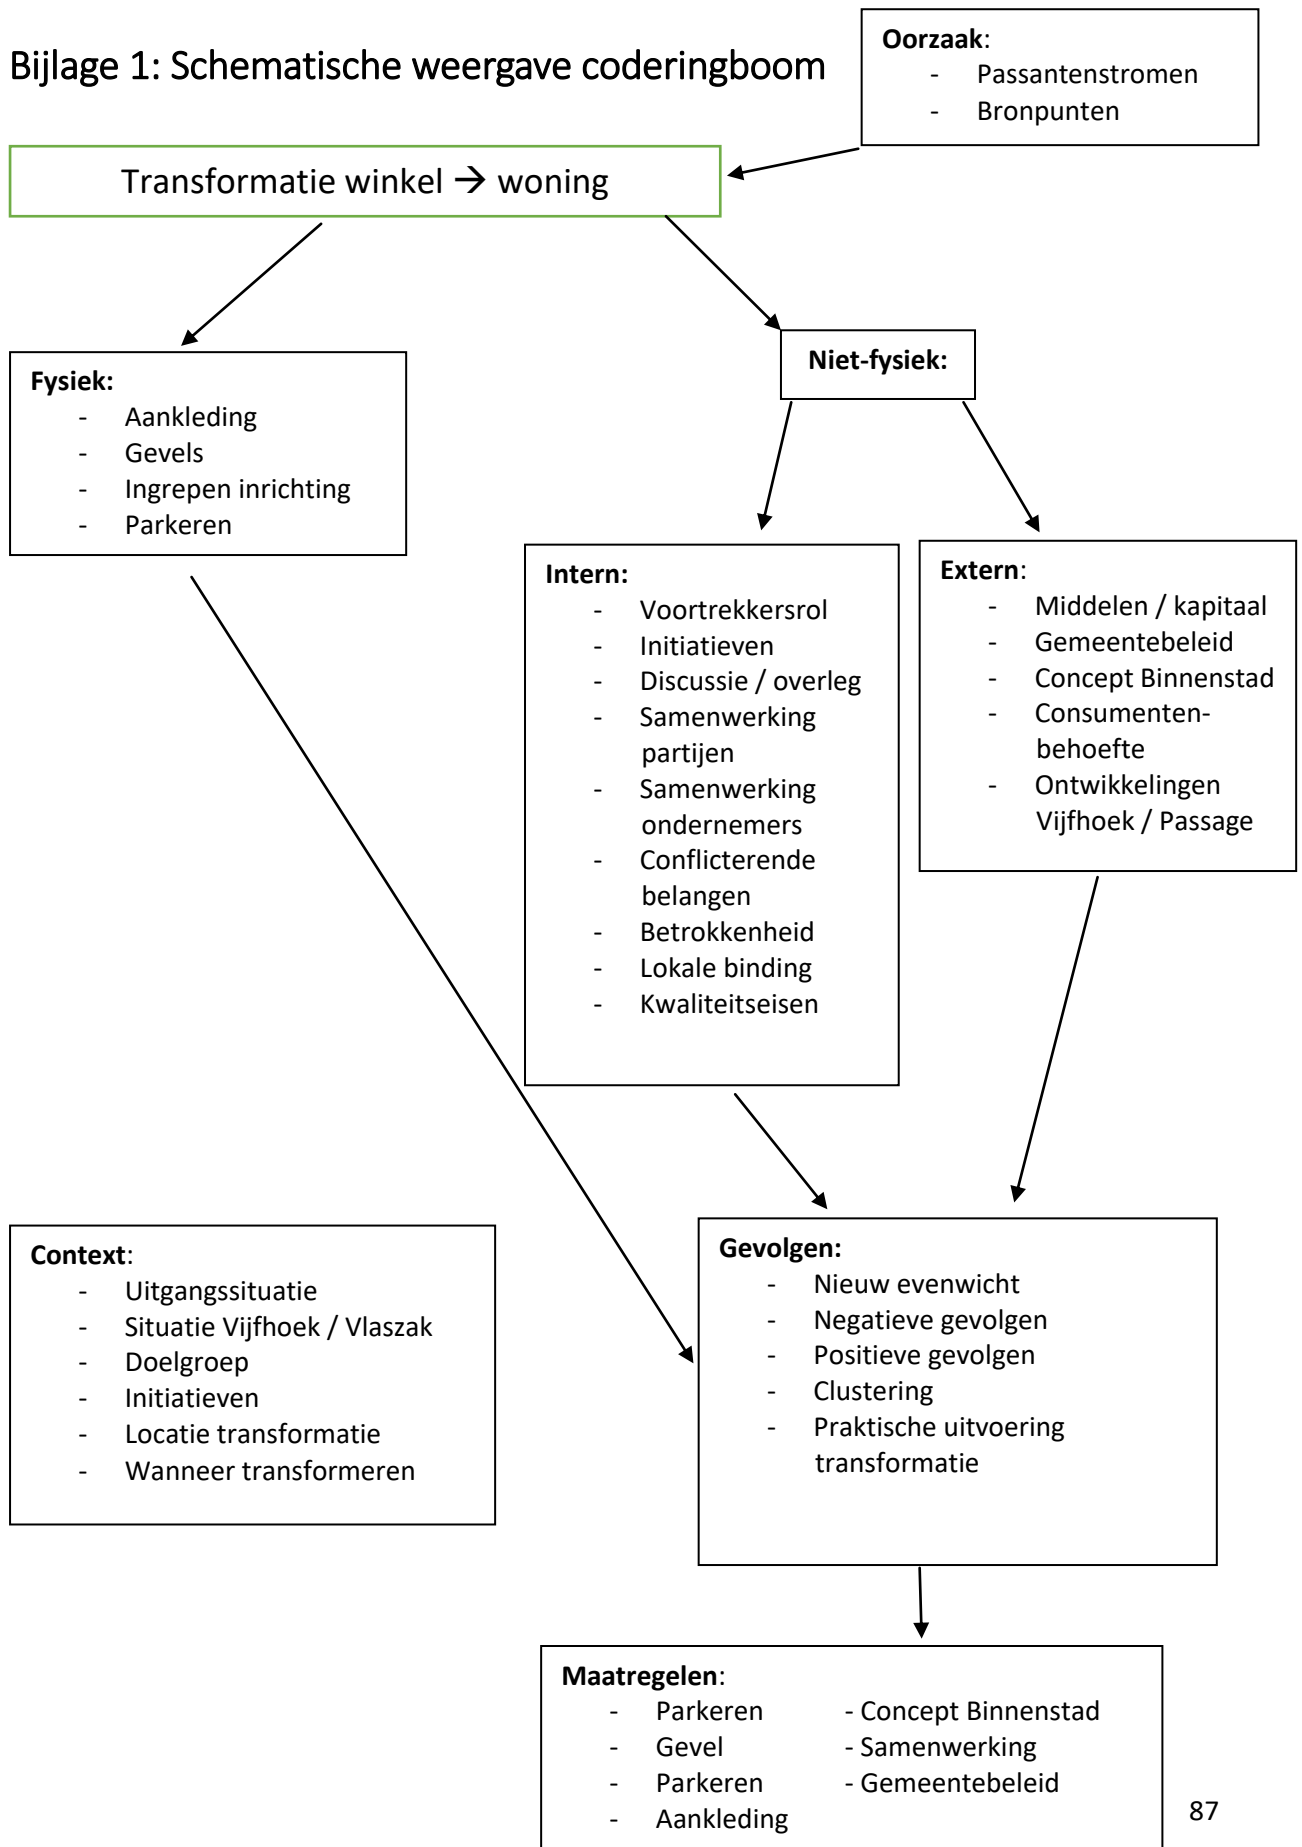 Bijlage 1: Schematische weergave coderingboom
Oorzaak:
- Passantenstromen
- Bronpunten
Transformatie winkel → woning
Fysiek:
- Aankleding
- Gevels
- Ingrepen inrichting
- Parkeren
Niet-fysiek:
Intern:
- Voortrekkersrol
- Initiatieven
- Discussie / overleg
- Samenwerking
partijen
- Samenwerking
ondernemers
- Conflicterende
belangen
- Betrokkenheid
- Lokale binding
- Kwaliteitseisen
Extern:
- Middelen / kapitaal
- Gemeentebeleid
- Concept Binnenstad
- Consumenten-
behoefte
- Ontwikkelingen
Vijfhoek / Passage
Context:
- Uitgangssituatie
- Situatie Vijfhoek / Vlaszak
- Doelgroep
- Initiatieven
- Locatie transformatie
- Wanneer transformeren
Gevolgen:
- Nieuw evenwicht
- Negatieve gevolgen
- Positieve gevolgen
- Clustering
- Praktische uitvoering
transformatie
Maatregelen:
- Parkeren - Concept Binnenstad
- Gevel - Samenwerking
- Parkeren - Gemeentebeleid
- Aankleding
87